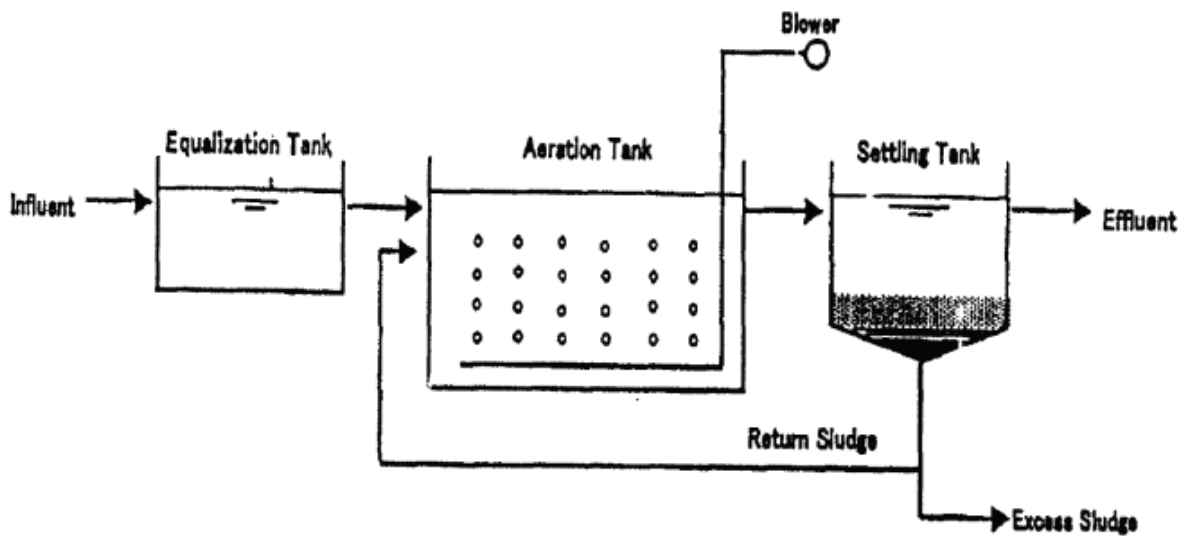 Blower
Equalization Tank
Aeration Tank
Settling Tank
Influent
Effluent
Return Sludge
Excess Sludge